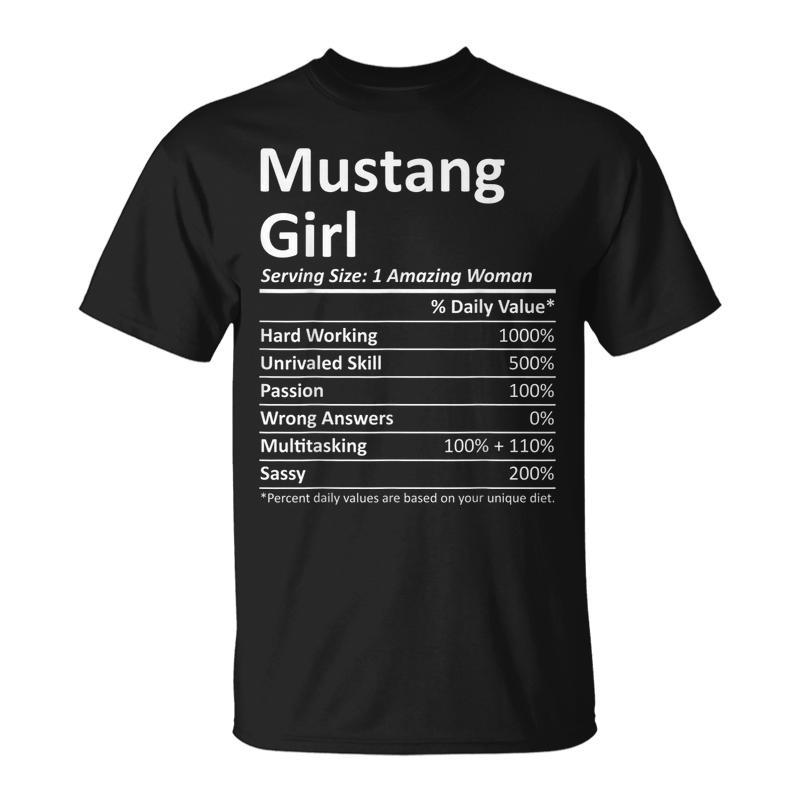 Mustang
Girl
Serving Size: 1 Amazing Woman
% Daily Value*
Hard Working 1000%
Unrivaled Skill 500%
Passion 100%
Wrong Answers 0%
Multitasking 100% + 110%
Sassy 200%
*Percent daily values are based on your unique diet.